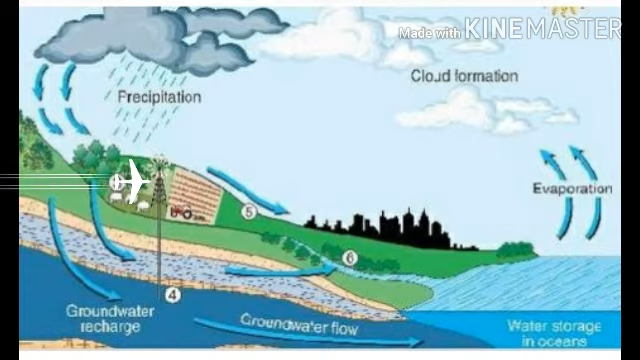 Made with KINEMASTER
Cloud formation
Precipitation
Evaporation
5
6
4
Groundwater
recharge
Groundwater flow
Water storage
in oceans